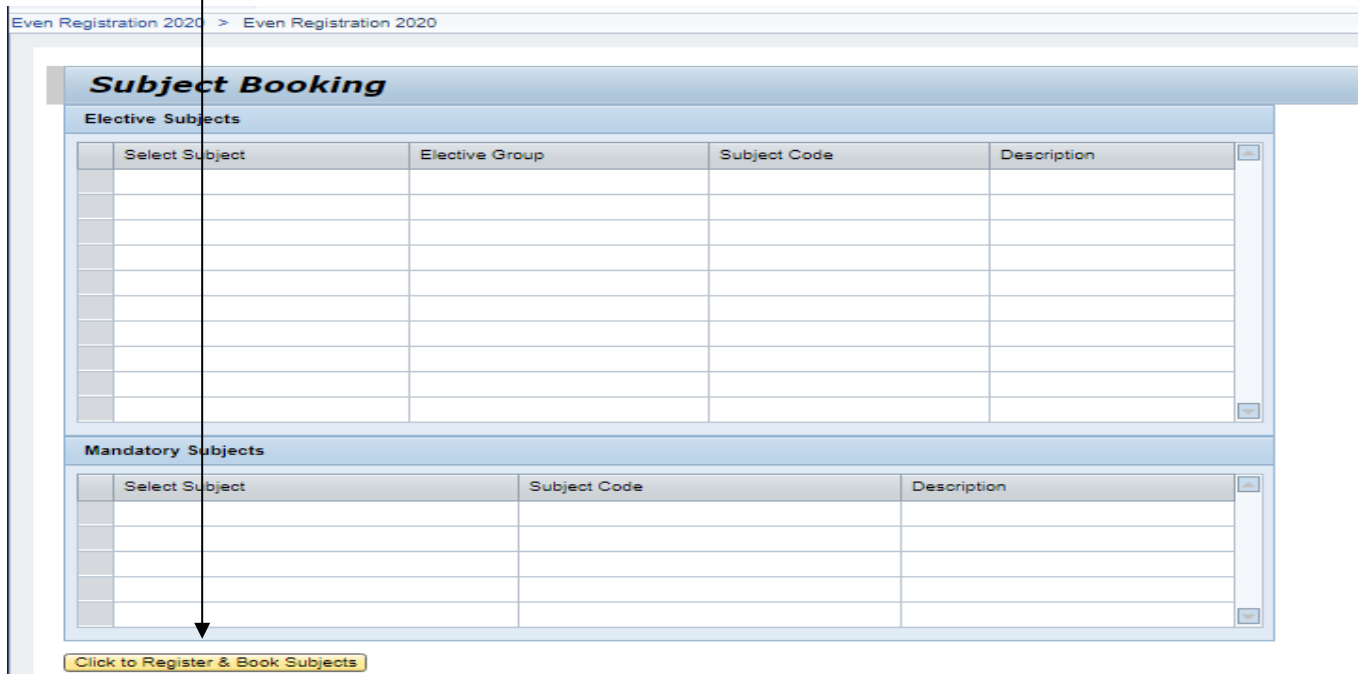 Even Registration 2020 > Even Registration 2020
Subject Booking
Elective Subjects
Select Subject Elective Group Subject Code Description
Mandatory Subjects
Select Subject Subject Code Description
Click to Register & Book Subjects